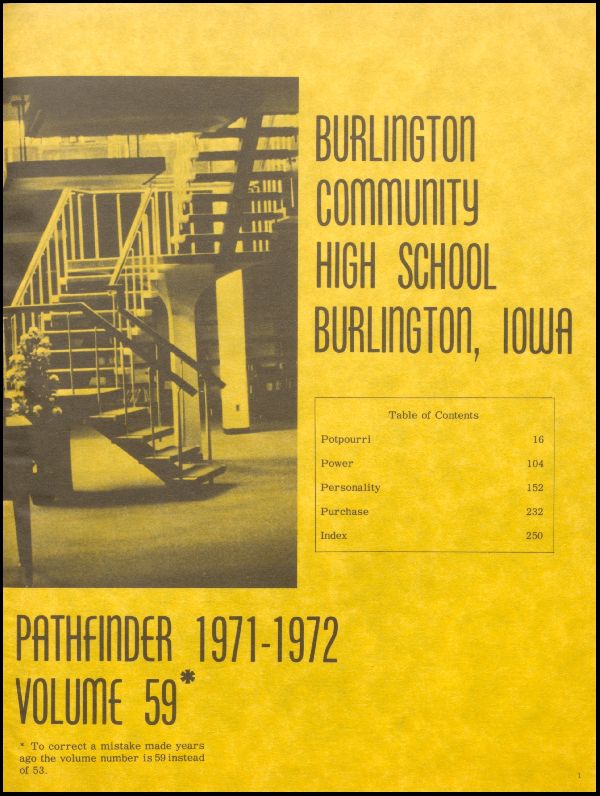 BURLINGTON
COMMUNITY
HIGH SCHOOL
BURLINGTON, IOWA
Table of Contents
Potpourri 16
Power 104
Personality 152
Purchase 232
Index 250
PATHFINDER 1971-1972
VOLUME 59*
* To correct a mistake made years
ago the volume number is 59 instead
of 53.
1